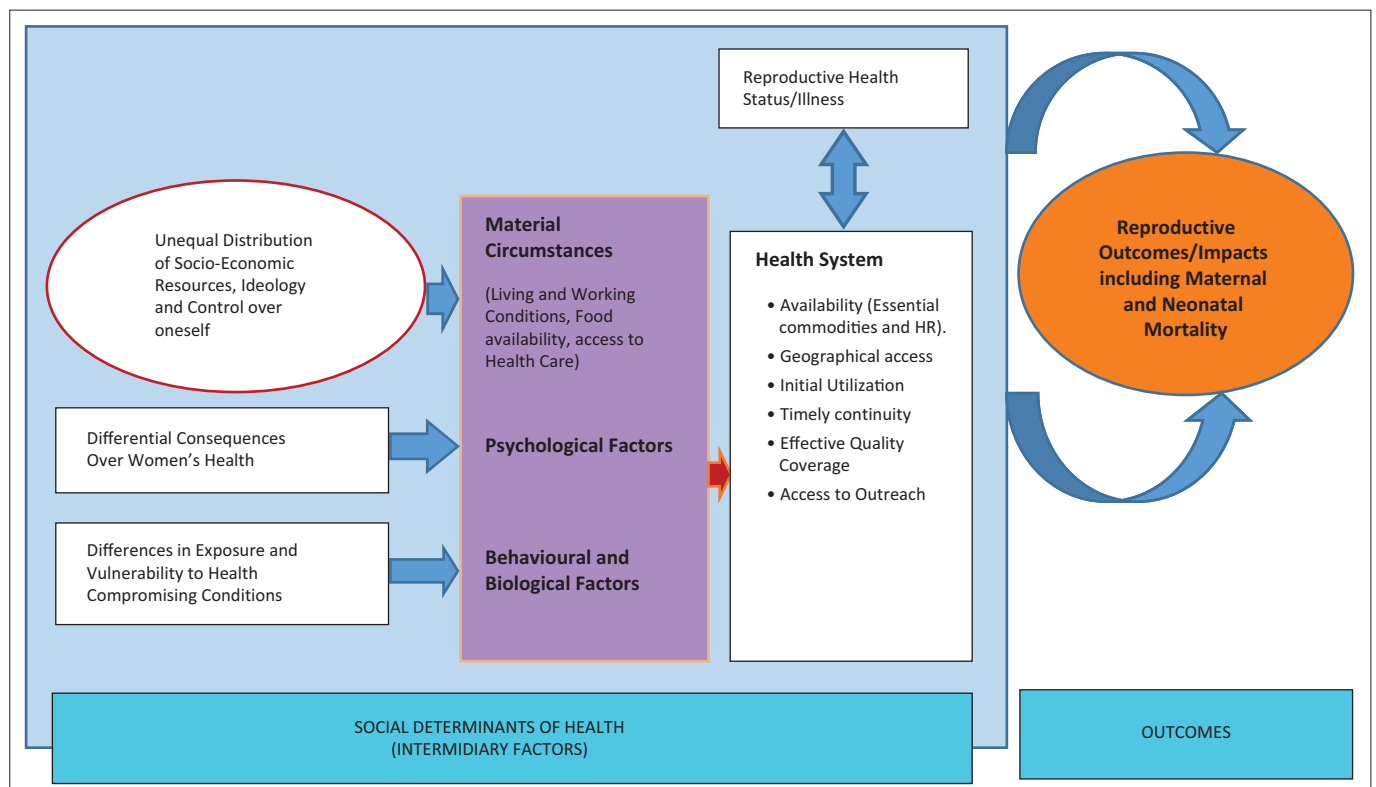 Reproductive Health
Status/Illness
Unequal Distribution
of Socio-Economic
Resources, Ideology
and Control over
oneself
Differential Consequences
Over Women's Health
Differences in Exposure and
Vulnerability to Health
Compromising Conditions
Material
Circumstances
(Living and Working
Conditions, Food
availability, access to
Health Care)
Psychological Factors
Behavioural and
Biological Factors
Health System
• Availability (Essential
commodities and HR).
• Geographical access
• Initial Utilization
• Timely continuity
• Effective Quality
Coverage
• Access to Outreach
Reproductive
Outcomes/Impacts
including Maternal
and Neonatal
Mortality
SOCIAL DETERMINANTS OF HEALTH
(INTERMIDIARY FACTORS)
OUTCOMES